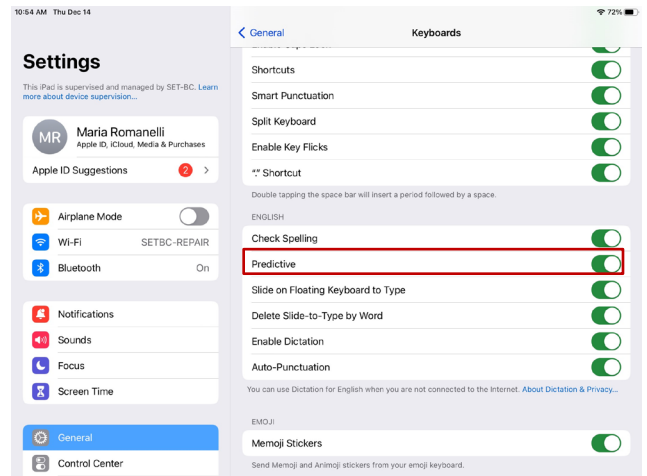 10:54 AM Thu Dec 14
72%
Settings
This iPad is supervised and managed by SET-BC. Learn
more about device supervision...
MR
Maria Romanelli
Apple ID, iCloud, Media & Purchases
Apple ID Suggestions
2
Airplane Mode
Wi-Fi SETBC-REPAIR
Bluetooth On
Notifications
Sounds
Focus
Screen Time
General
Control Center
General
Keyboards
Shortcuts
Smart Punctuation
Split Keyboard
Enable Key Flicks
“.” Shortcut
Double tapping the space bar will insert a period followed by a space.
ENGLISH
Check Spelling
Predictive
Slide on Floating Keyboard to Type
Delete Slide-to-Type by Word
Enable Dictation
Auto-Punctuation
You can use Dictation for English when you are not connected to the Internet. About Dictation & Privacy...
EMOJI
Memoji Stickers
Send Memoji and Animoji stickers from your emoji keyboard.